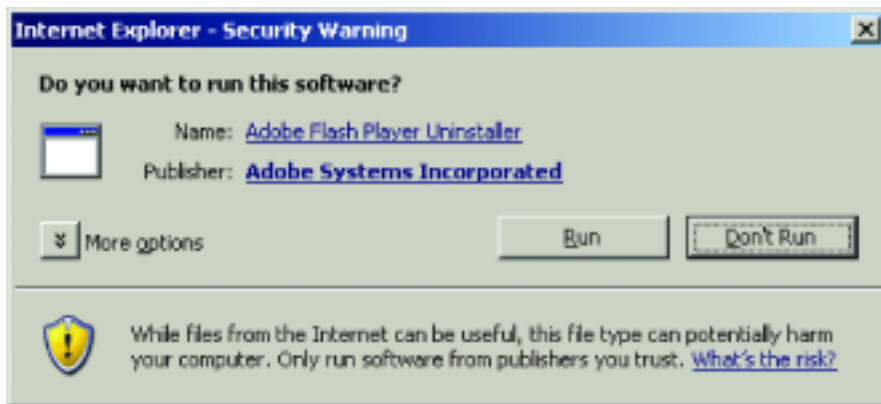 Internet Explorer - Security Warning
Do you want to run this software?
Name: Adobe Flash Player Uninstaller
Publisher: Adobe Systems Incorporated
More options
Run
Don't Run
While files from the Internet can be useful, this file type can potentially harm
your computer. Only run software from publishers you trust. What's the risk?